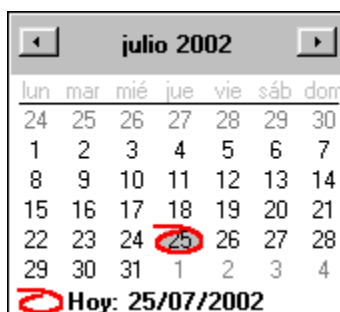 julio 2002
lun mar mié jue vie sáb dom
24 25 26 27 28 29 30
1 2 3 4 5 6 7
8 9 10 11 12 13 14
15 16 17 18 19 20 21
22 23 24 25 26 27 28
29 30 31 1 2 3 4
Hoy: 25/07/2002